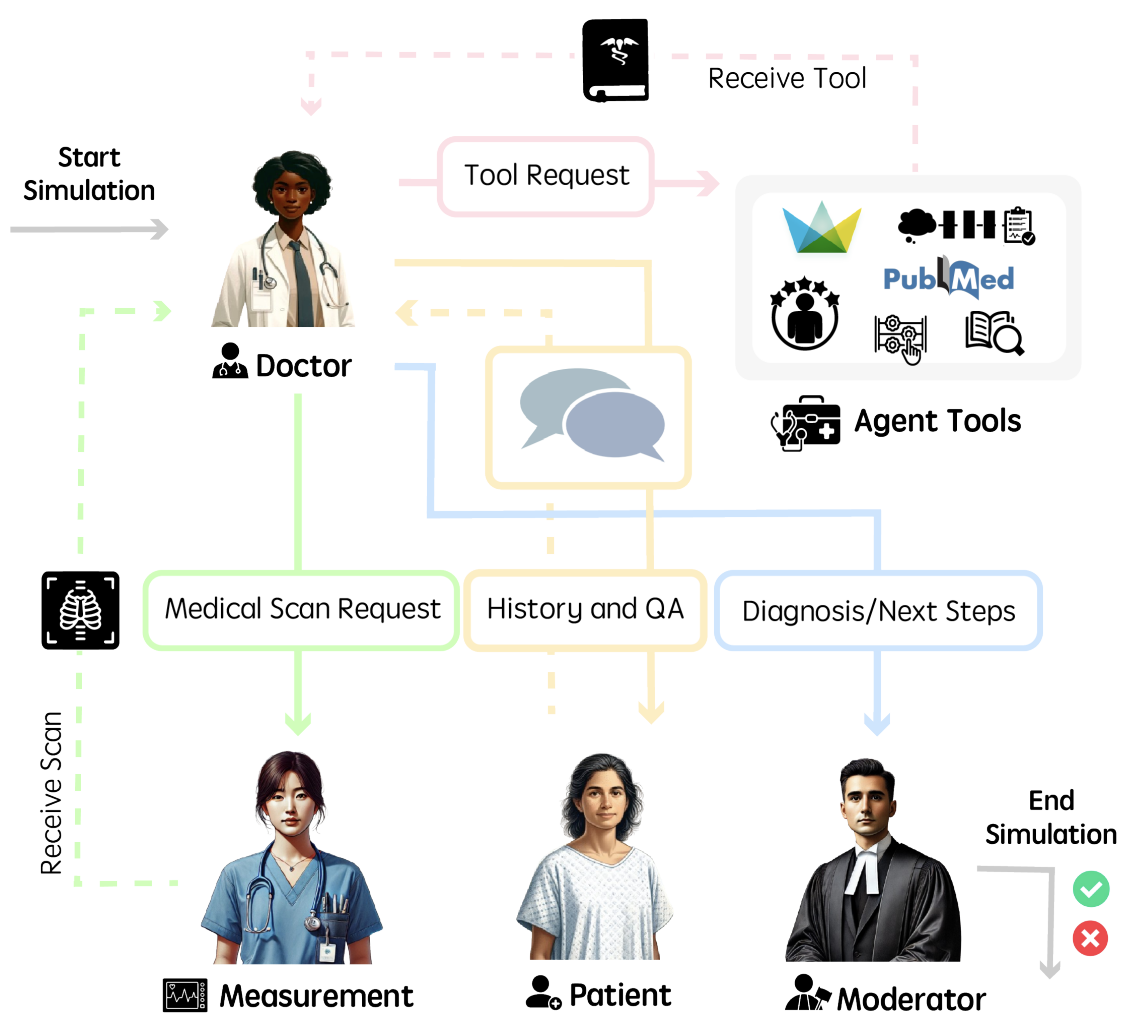 Receive Tool
Start
Simulation
Tool Request
PubMed
Doctor
Agent Tools
Medical Scan Request
History and QA
Diagnosis/Next Steps
Receive Scan
End
Simulation
Measurement
Patient
Moderator